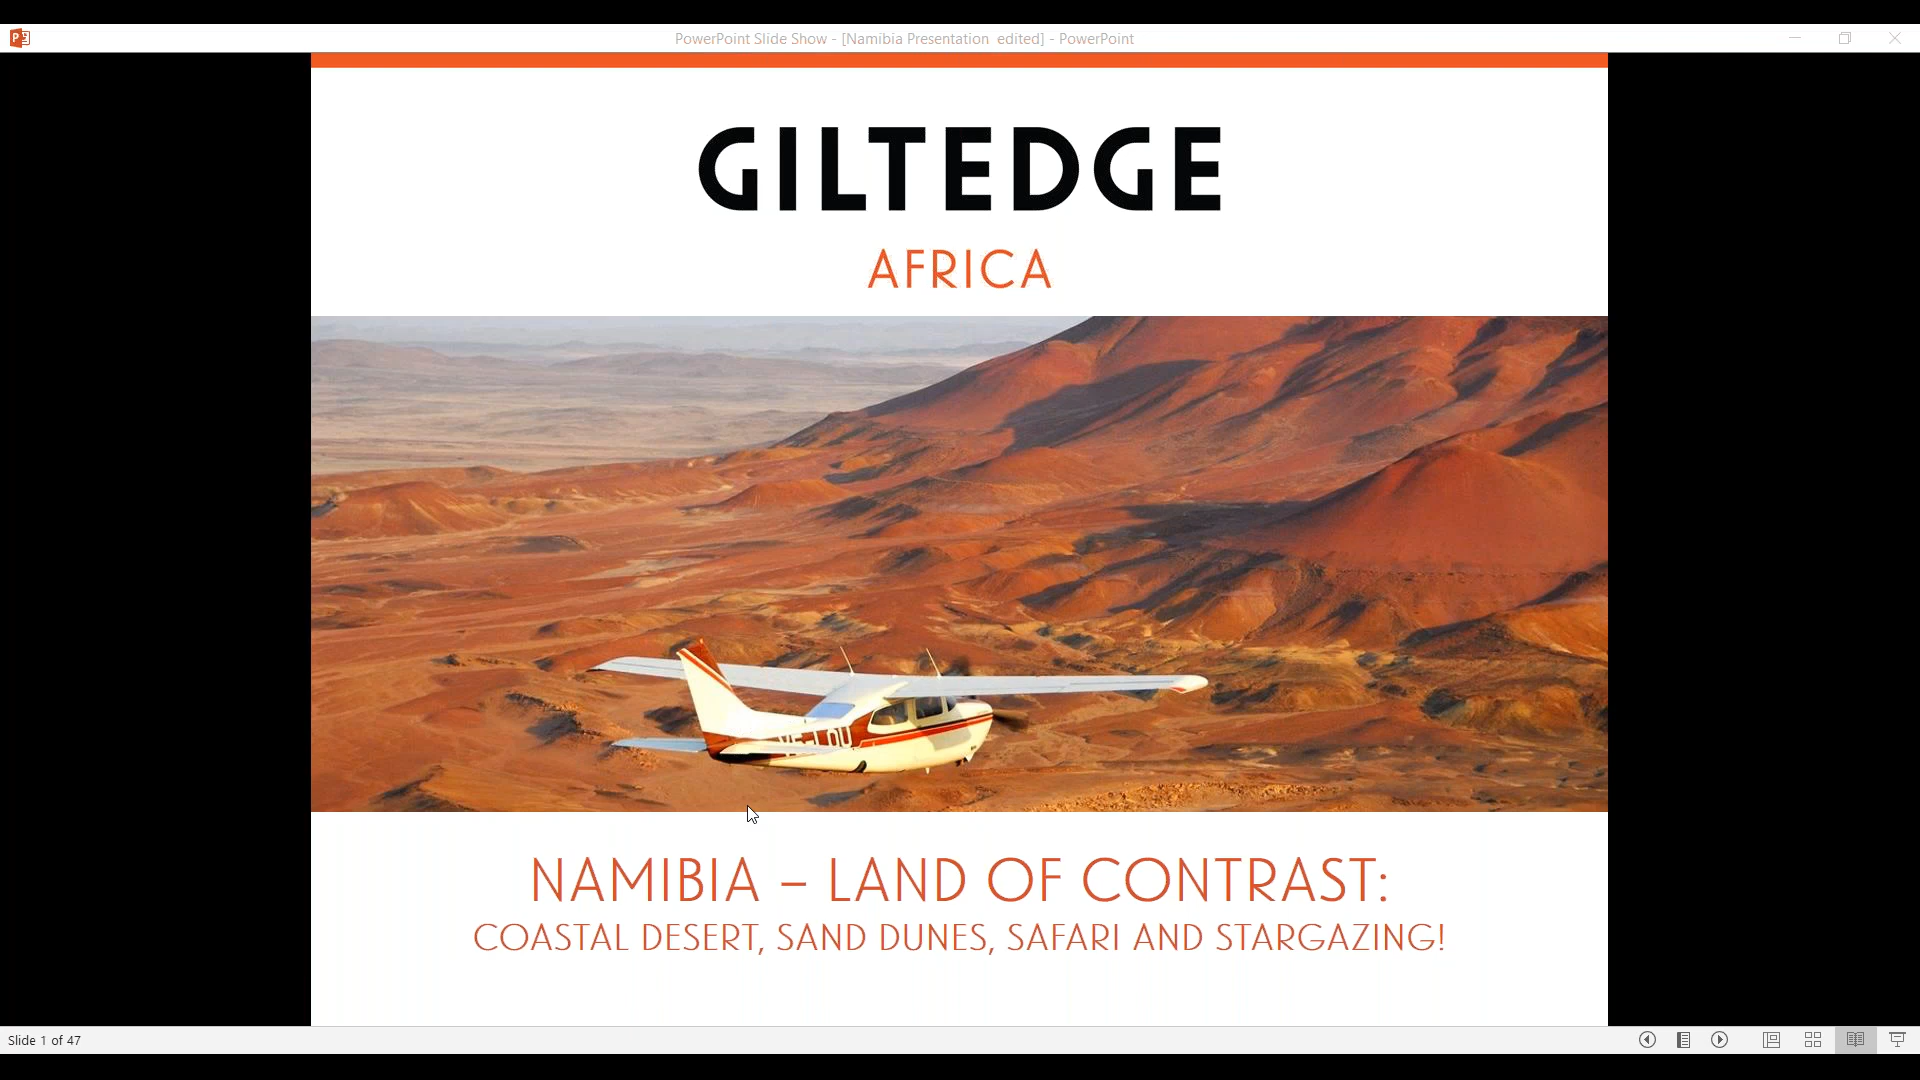 PowerPoint Slide Show - [Namibia Presentation  edited] - PowerPoint
GILTEDGE
AFRICA
NAMIBIA – LAND OF CONTRAST:
COASTAL DESERT, SAND DUNES, SAFARI AND STARGAZING!
Slide 1 of 47